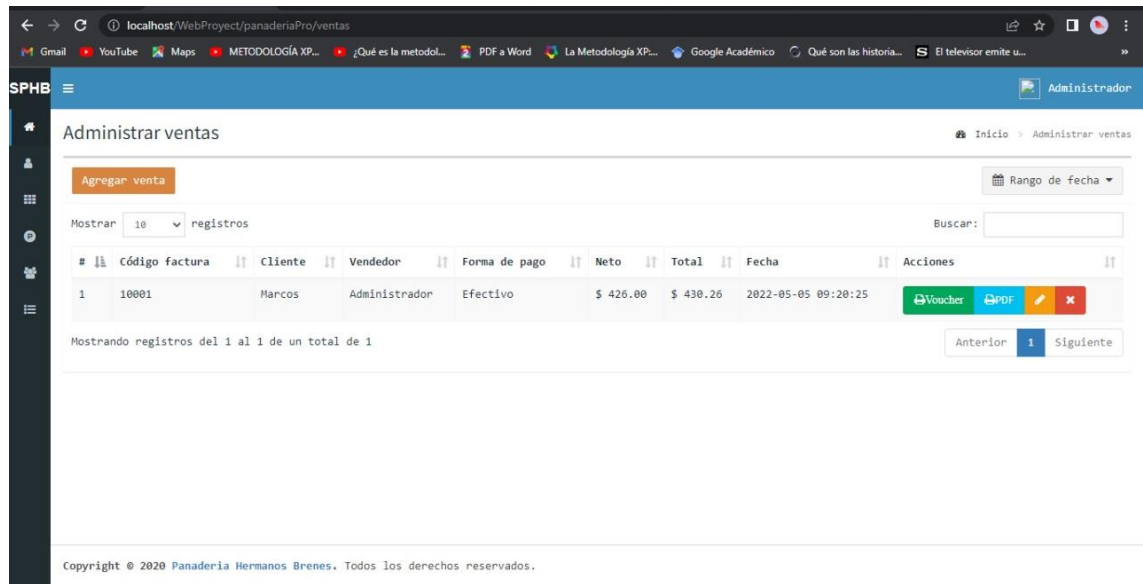 localhost/WebProyect/panaderiaPro/ventas
Gmail YouTube Maps METODOLOGÍA XP... ¿Qué es la metodol... PDF a Word La Metodología XP:... Google Académico Qué son las historia... El televisor emite u... »
SPHB Administrador
Administrar ventas Inicio > Administrar ventas
Agregar venta Rango de fecha
Mostrar 10 registros Buscar:
# Código factura Cliente Vendedor Forma de pago Neto Total Fecha Acciones
1 10001 Marcos Administrador Efectivo $ 426.00 $ 430.26 2022-05-05 09:20:25 Voucher PDF
Mostrando registros del 1 al 1 de un total de 1 Anterior 1 Siguiente
Copyright © 2020 Panaderia Hermanos Brenes. Todos los derechos reservados.